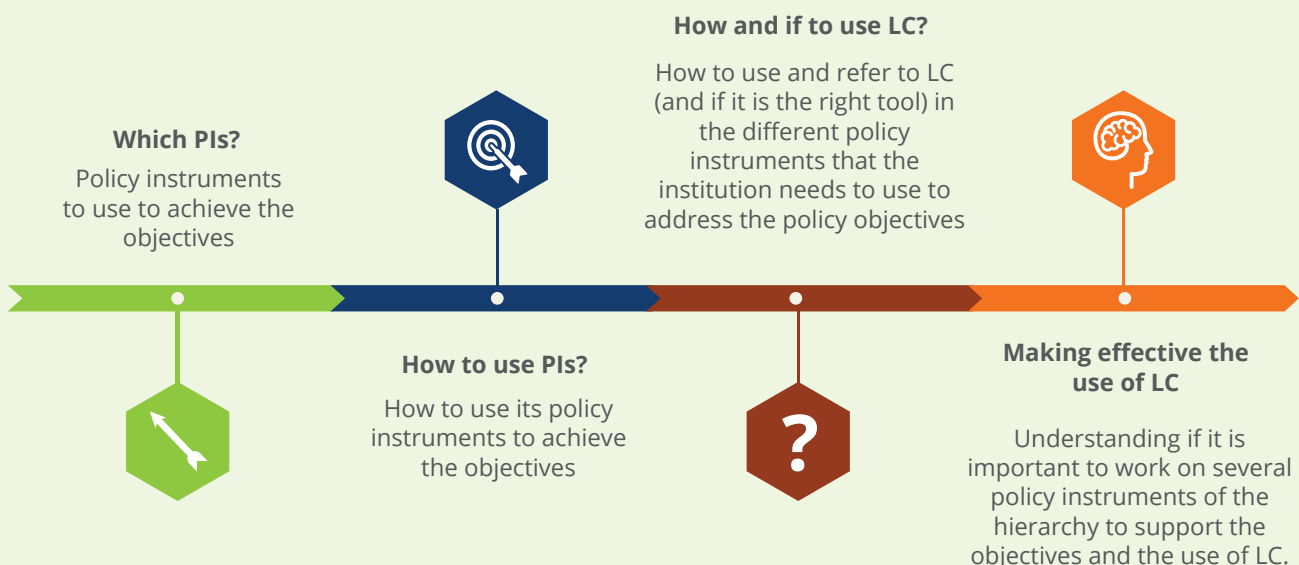 Which PIs?
Policy instruments
to use to achieve the
objectives
How to use PIs?
How to use its policy
instruments to achieve
the objectives
How and if to use LC?
How to use and refer to LC
(and if it is the right tool) in
the different policy
instruments that the
institution needs to use to
address the policy objectives
?
Making effective the
use of LC
Understanding if it is
important to work on several
policy instruments of the
hierarchy to support the
objectives and the use of LC.